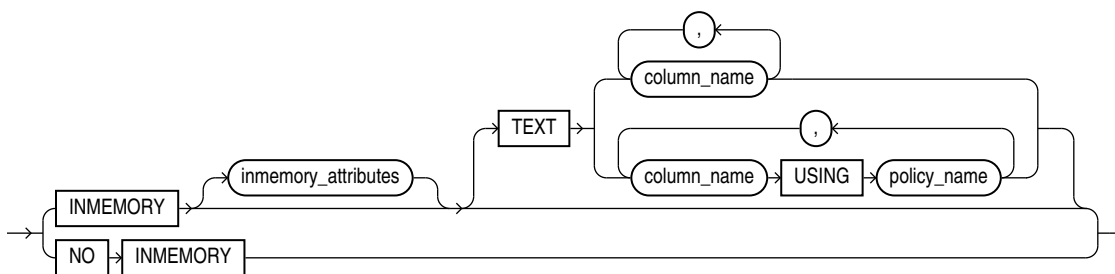 ,
column_name
TEXT
,
column_name USING policy_name
inmemory_attributes
INMEMORY
NO INMEMORY